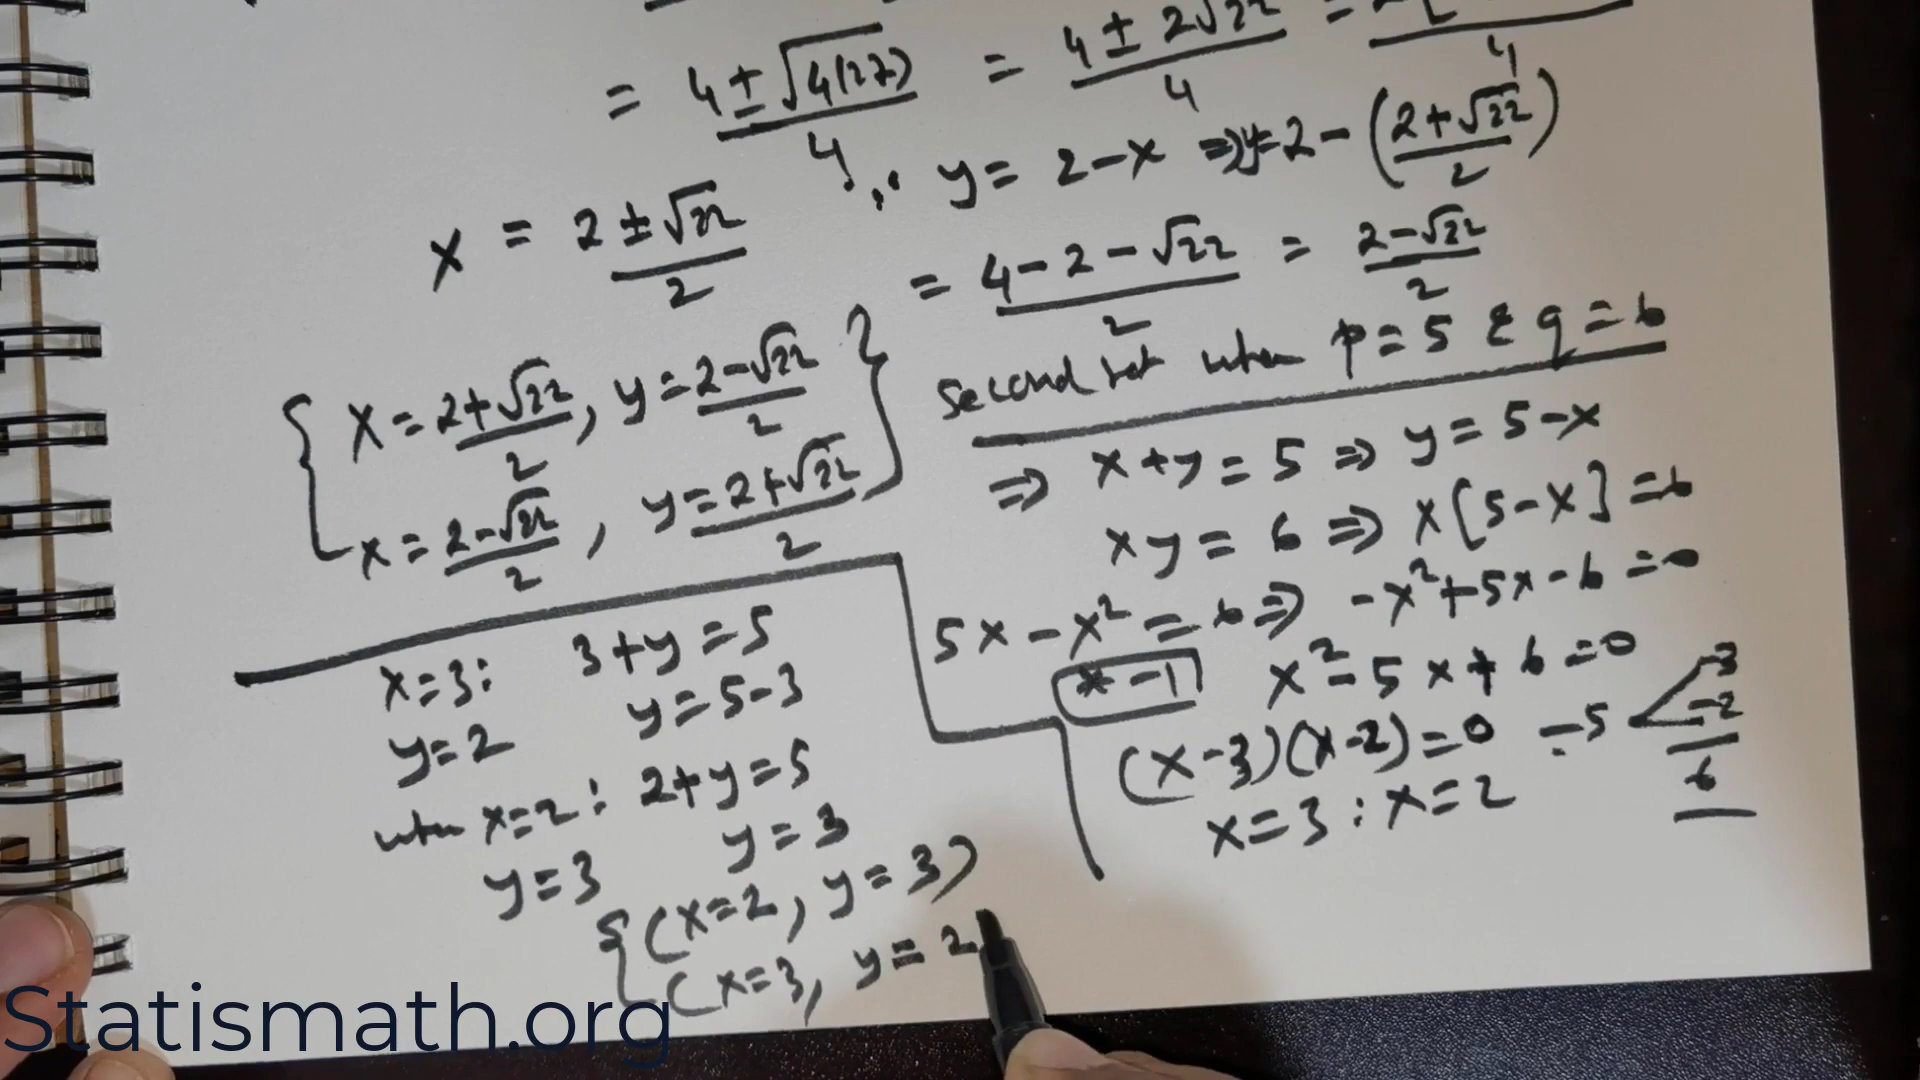 = 4 ± √4(22) / 4 = 4 ± 2√22 / 4 =
x = 2 ± √22 / 2
∵ y = 2 - x ⇒ y = 2 - (2 + √22 / 2)
= 4 - 2 - √22 / 2 = 2 - √22 / 2
{ x = 2 + √22 / 2 , y = 2 - √22 / 2 }
x = 2 - √22 / 2 , y = 2 + √22 / 2
second set when p = 5 & q = 6
⇒ x + y = 5 ⇒ y = 5 - x
xy = 6 ⇒ x[5 - x] = 6
5x - x² = 6 ⇒ -x² + 5x - 6 = 0
x -1
x² - 5x + 6 = 0
(x - 3)(x - 2) = 0
-5
-3
-2
6
x = 3 : x = 2
x = 3 : 3 + y = 5
y = 5 - 3
y = 2
when x = 2 : 2 + y = 5
y = 3
y = 3
{ (x = 2, y = 3)
(x = 3, y = 2
Statismath.org